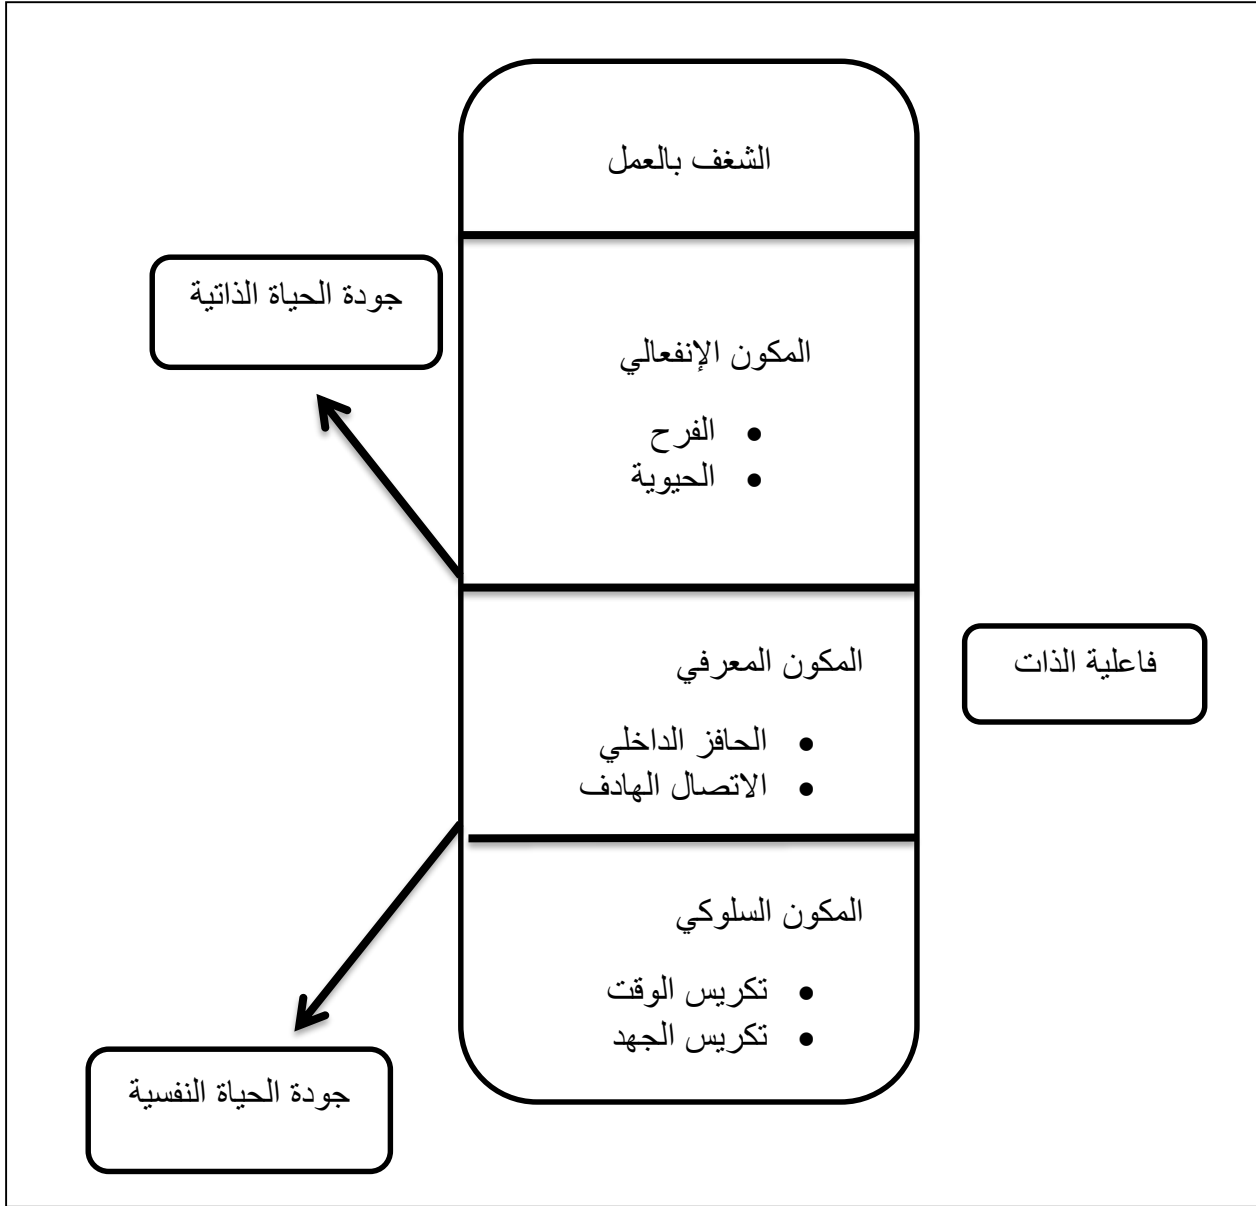 الشغف بالعمل
جودة الحياة الذاتية
المكون الإنفعالي
• الفرح
• الحيوية
فاعلية الذات
المكون المعرفي
• الحافز الداخلي
• الاتصال الهادف
المكون السلوكي
• تكريس الوقت
• تكريس الجهد
جودة الحياة النفسية